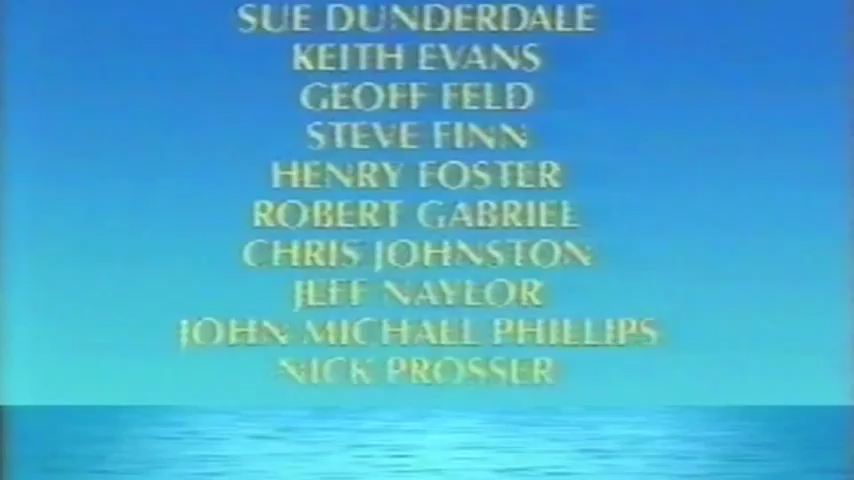 SUE DUNDERDALE
KEITH EVANS
GEOFF FELD
STEVE FINN
HENRY FOSTER
ROBERT GABRIEL
CHRIS JOHNSTON
JEFF NAYLOR
JOHN MICHAEL PHILLIPS
NICK PROSSER